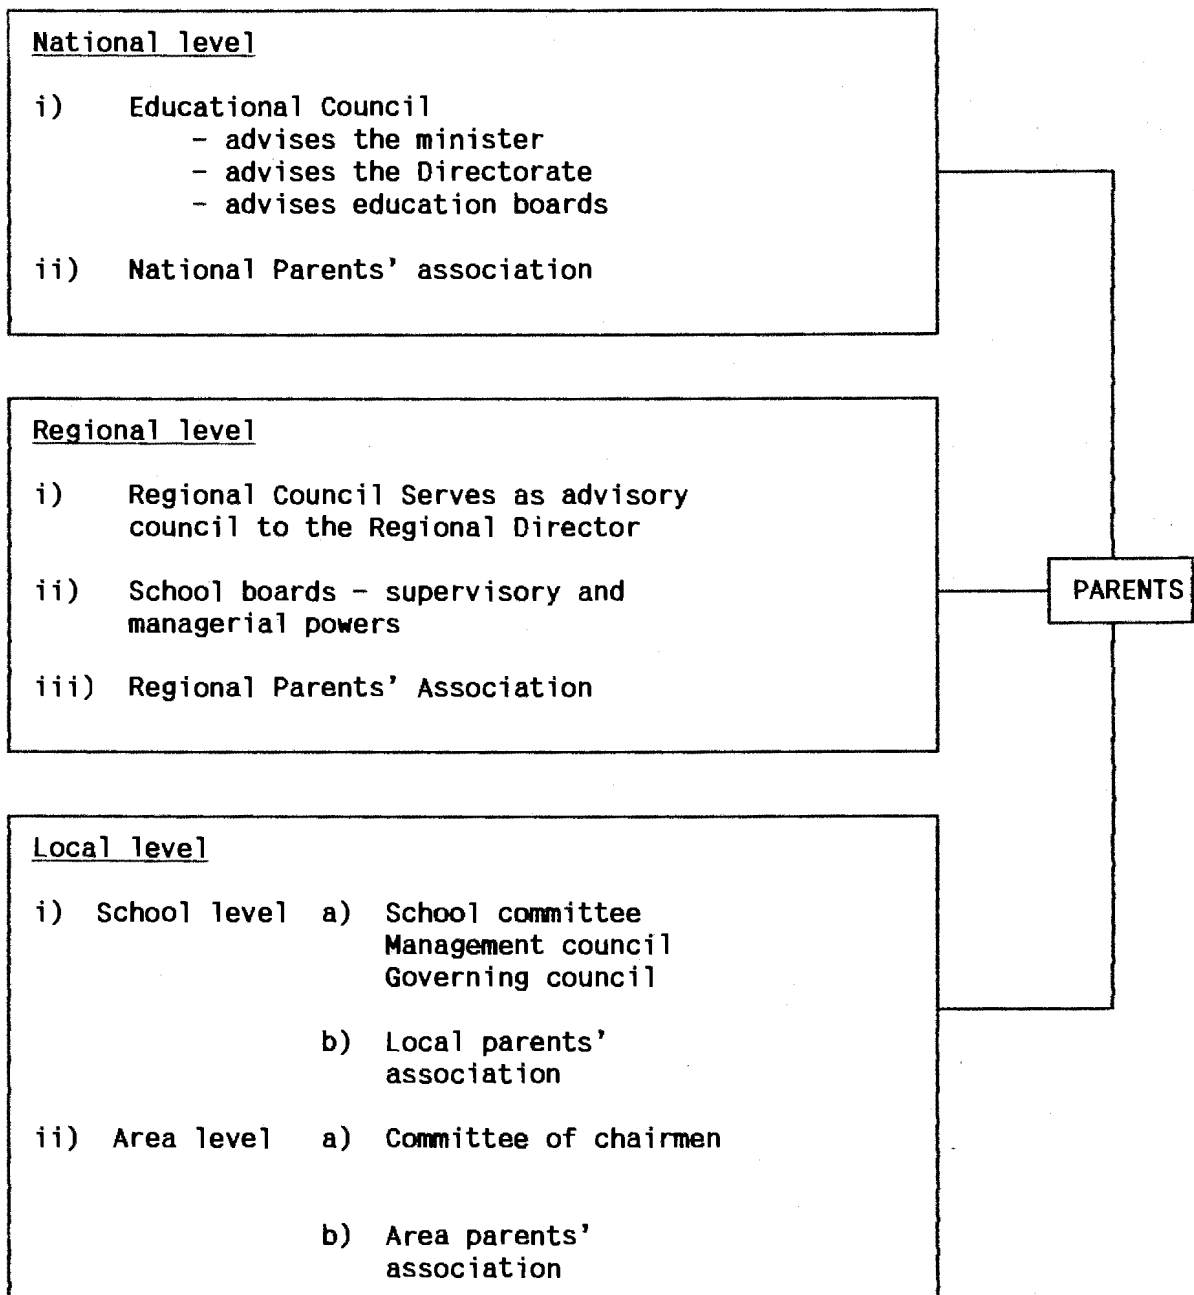 National level
i) Educational Council
– advises the minister
– advises the Directorate
– advises education boards
ii) National Parents' association
Regional level
i) Regional Council Serves as advisory
council to the Regional Director
ii) School boards – supervisory and
managerial powers
iii) Regional Parents' Association
PARENTS
Local level
i) School level a) School committee
Management council
Governing council
b) Local parents'
association
ii) Area level a) Committee of chairmen
b) Area parents'
association